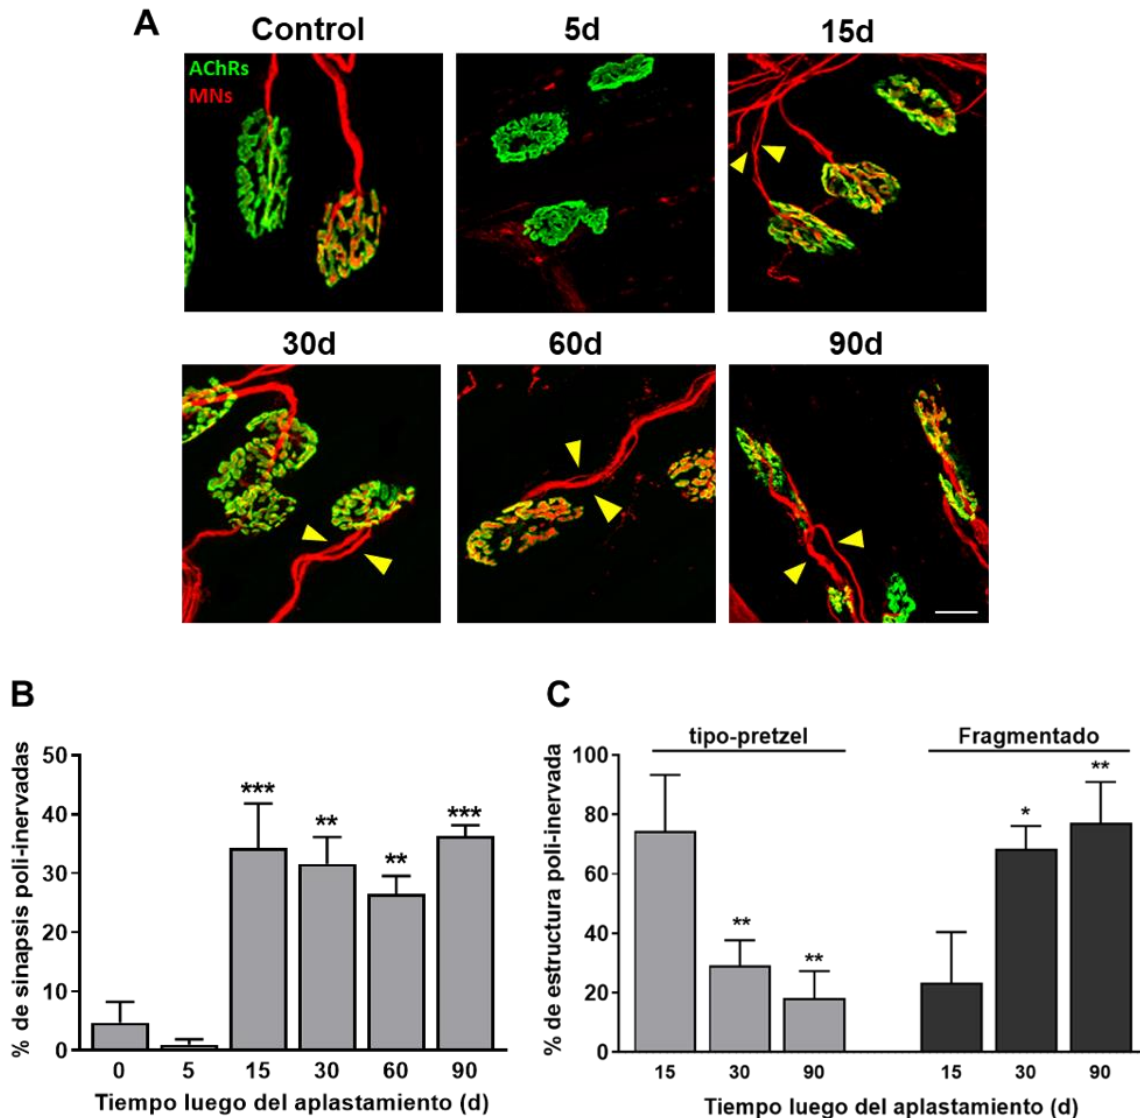 A
Control
5d
15d
AChRs
MNs
30d
60d
90d
B
% de sinapsis poli-inervadas
50
40
30
20
10
0
***
**
**
***
0 5 15 30 60 90
Tiempo luego del aplastamiento (d)
C
% de estructura poli-inervada
tipo-pretzel
Fragmentado
100
80
60
40
20
0
**
**
*
**
15 30 90 15 30 90
Tiempo luego del aplastamiento (d)